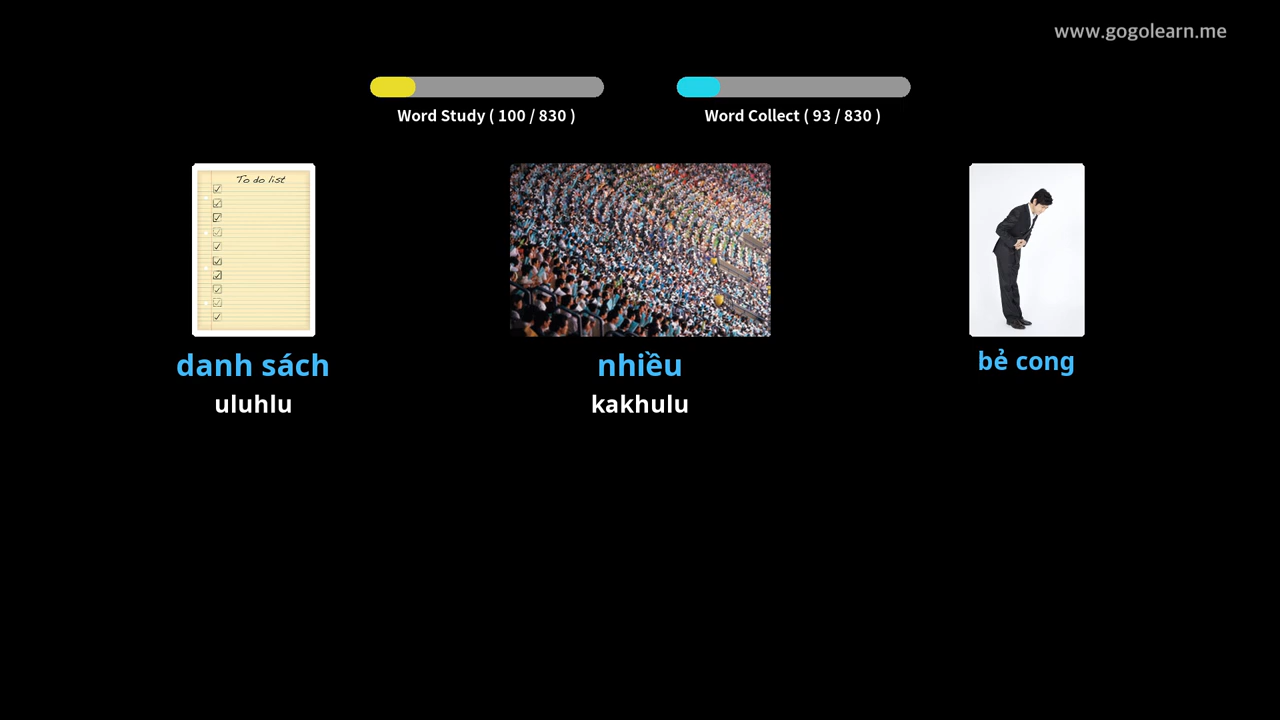 www.gogolearn.me
Word Study ( 100 / 830 )
Word Collect ( 93 / 830 )
To do list
danh sách
nhiều
bẻ cong
uluhlu
kakhulu